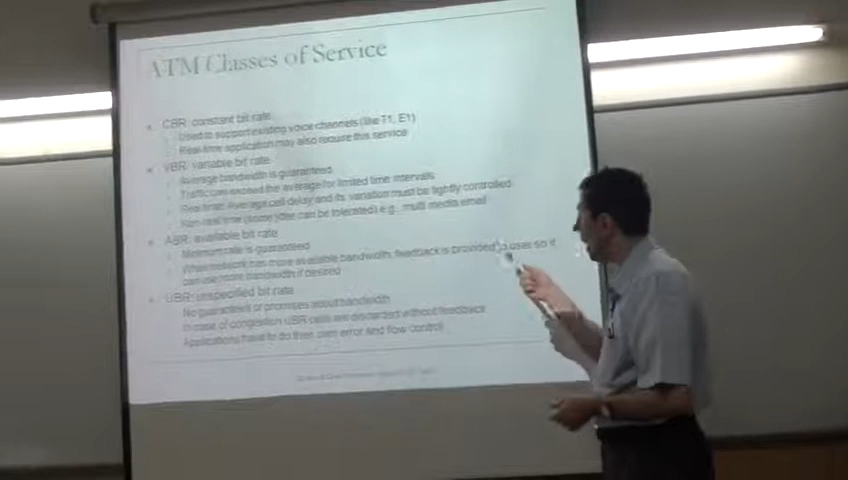 ATM Classes of Service
CBR: constant bit rate
Used to support existing voice channels (like T1, E1)
Real-time application may also require this service
VBR: variable bit rate
Average bandwidth is guaranteed
Traffic can exceed the average for limited time intervals
Real-time: Average cell delay and its variation must be tightly controlled
Non-real time (some jitter can be tolerated) e.g., multi media email
ABR: available bit rate
Minimum rate is guaranteed
When network has more available bandwidth, feedback is provided to user so it
can use more bandwidth if desired
UBR: unspecified bit rate
No guarantee or promises about bandwidth
In case of congestion UBR cells are discarded without feedback
Applications have to do their own error and flow control